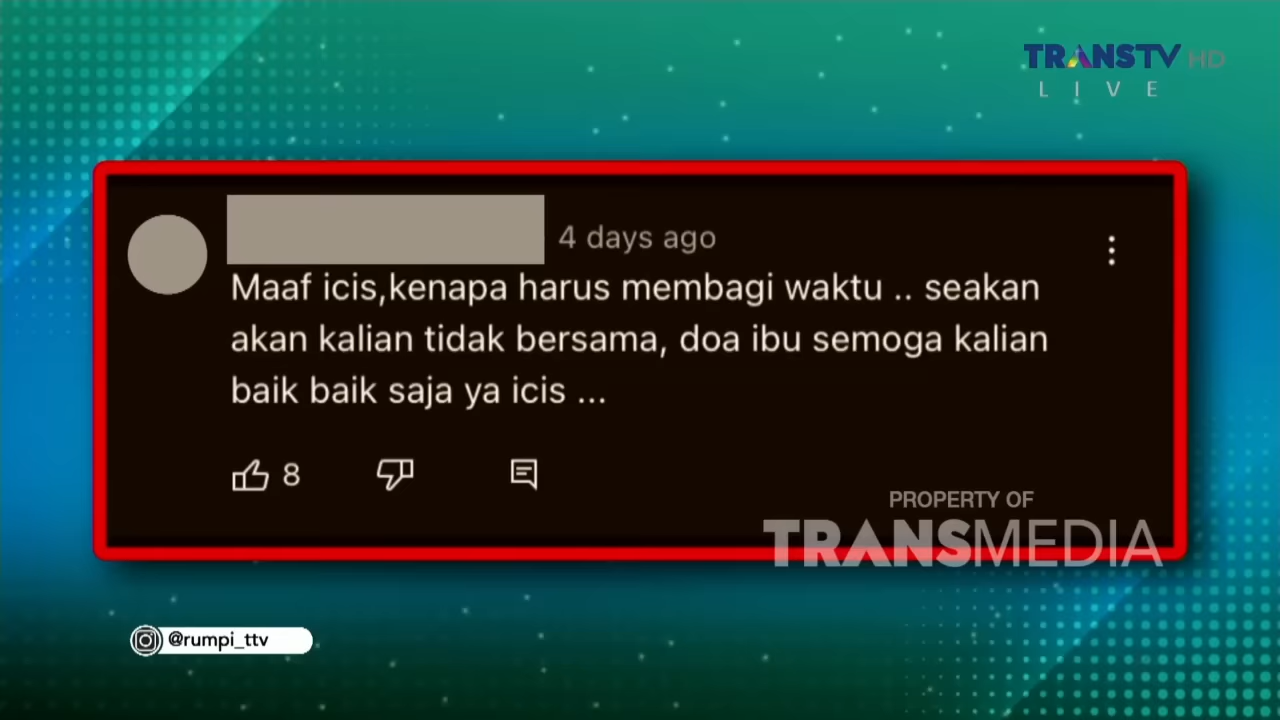 TRANSTV HD
LIVE
4 days ago
Maaf icis,kenapa harus membagi waktu .. seakan
akan kalian tidak bersama, doa ibu semoga kalian
baik baik saja ya icis ...
8
PROPERTY OF
TRANSMEDIA
@rumpi_ttv